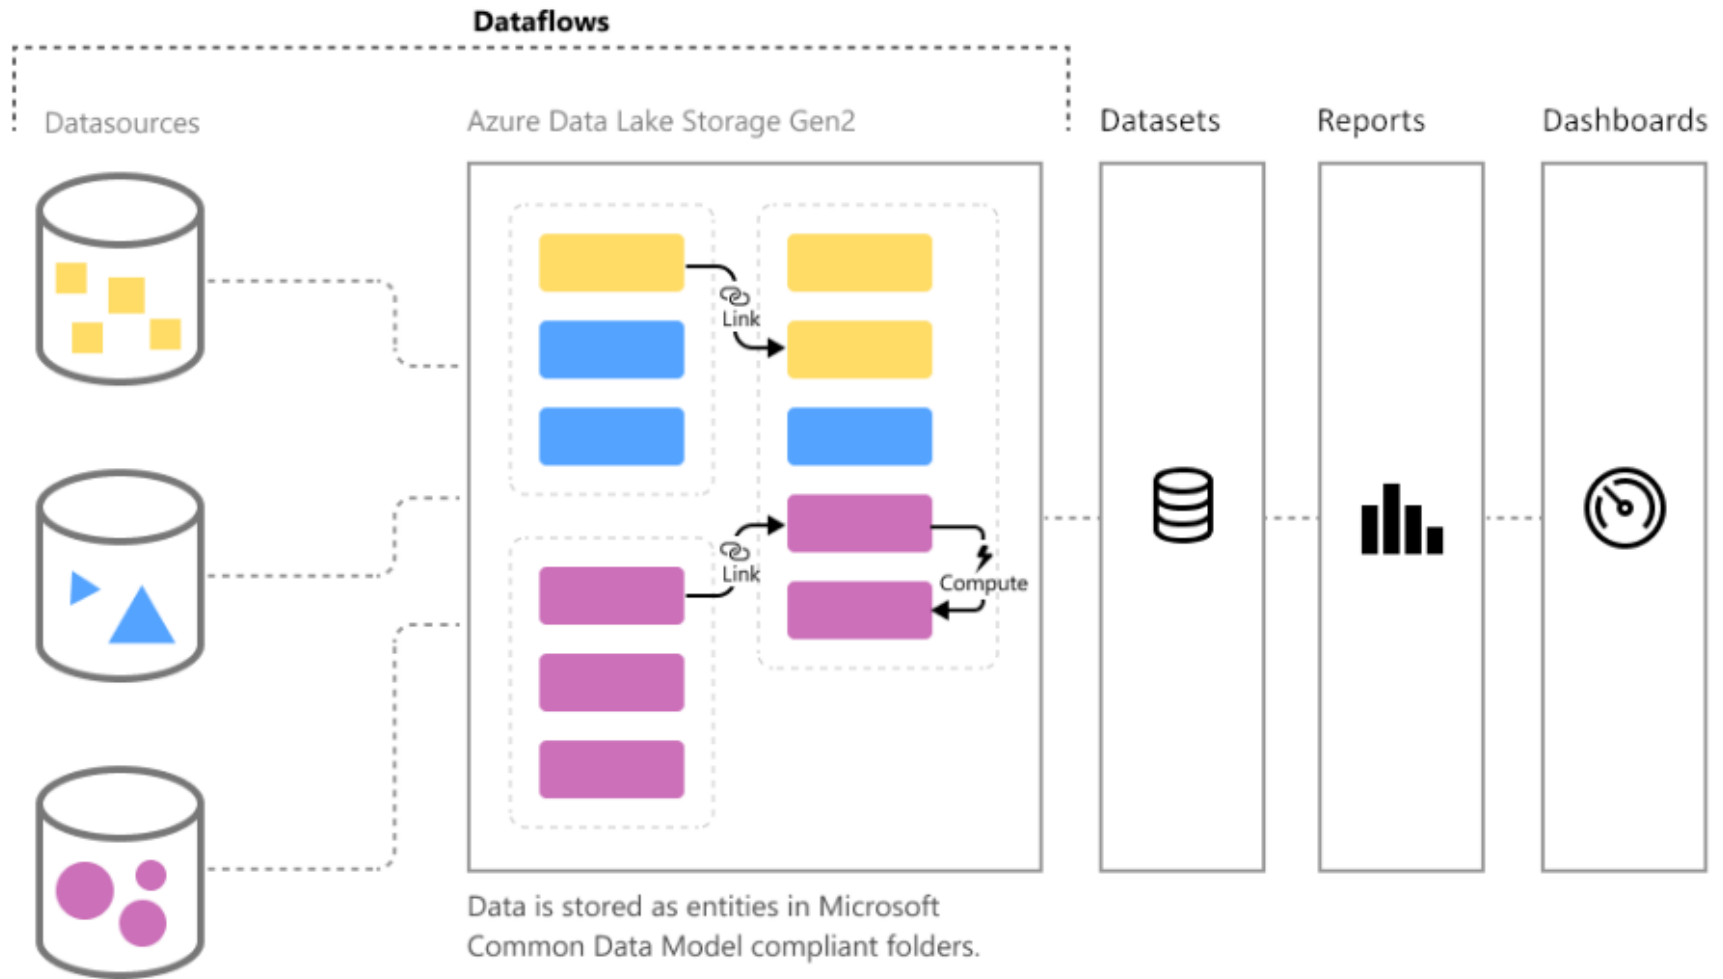 Dataflows
Datasources
Azure Data Lake Storage Gen2
Datasets
Reports
Dashboards
Link
Link
Compute
Data is stored as entities in Microsoft
Common Data Model compliant folders.